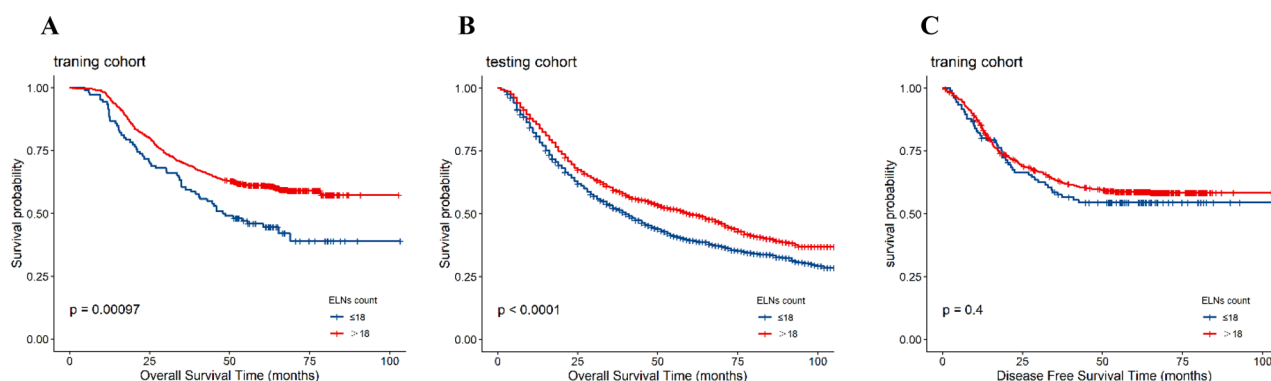 A
traning cohort
1.00
0.75
0.50
0.25
0.00
Survival probability
p = 0.00097
ELNs count
≤18
>18
0 25 50 75 100
Overall Survival Time (months)
B
testing cohort
1.00
0.75
0.50
0.25
0.00
Survival probability
p < 0.0001
ELNs count
≤18
>18
0 25 50 75 100
Overall Survival Time (months)
C
traning cohort
1.00
0.75
0.50
0.25
0.00
survival probability
p = 0.4
ELNs count
≤18
>18
0 25 50 75 100
Disease Free Survival Time (months)